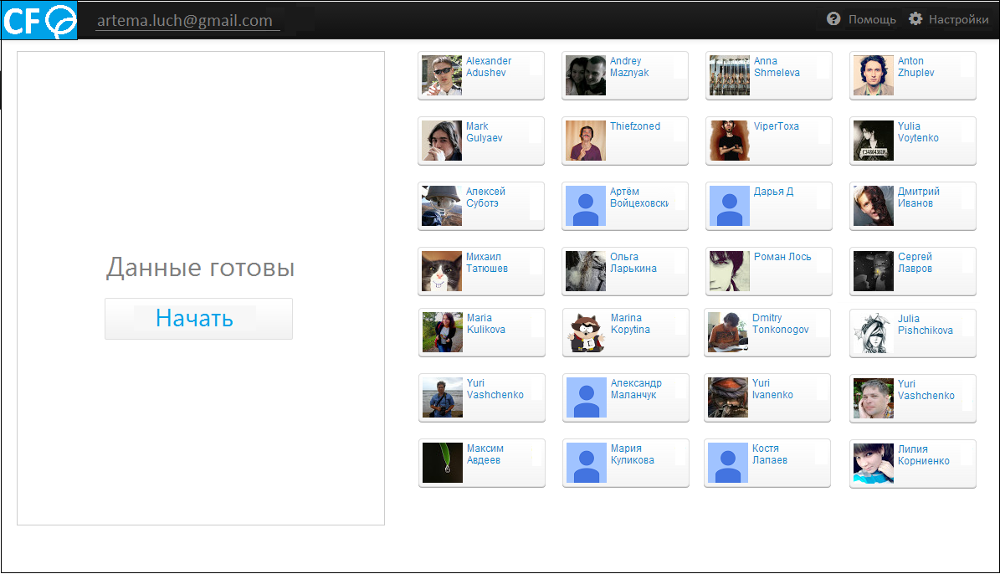 CF
artema.luch@gmail.com
Помощь
Настройки
Данные готовы
Начать
Alexander
Adushev
Andrey
Maznyak
Anna
Shmeleva
Anton
Zhuplev
Mark
Gulyaev
Thiefzoned
ViperToxa
Yulia
Voytenko
Алексей
Суботэ
Артём
Войцеховски
Дарья Д
Дмитрий
Иванов
Михаил
Татюшев
Ольга
Ларькина
Роман Лось
Сергей
Лавров
Maria
Kulikova
Marina
Kopytina
Dmitry
Tonkonogov
Julia
Pishchikova
Yuri
Vashchenko
Александр
Маланчук
Yuri
Ivanenko
Yuri
Vashchenko
Максим
Авдеев
Мария
Куликова
Костя
Лапаев
Лилия
Корниенко